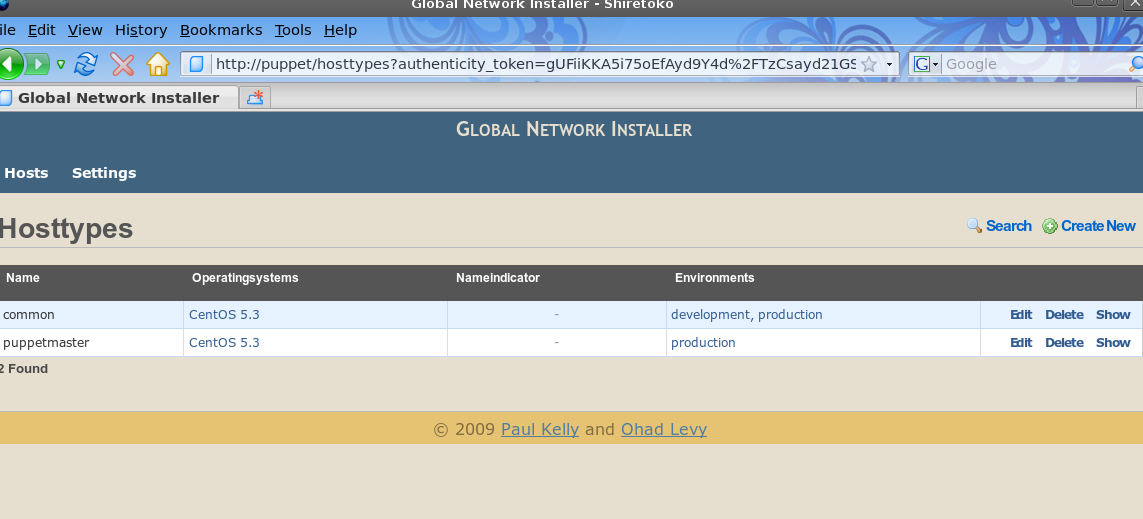 Global Network Installer - Shiretoko
ile Edit View History Bookmarks Tools Help
http://puppet/hosttypes?authenticity_token=gUFiiKKA5i75oEfAyd9Y4d%2FTzCsayd21GS G Google
Global Network Installer
GLOBAL NETWORK INSTALLER
Hosts Settings
Hosttypes Search Create New
Name Operatingsystems Nameindicator Environments
common CentOS 5.3 - development, production Edit Delete Show
puppetmaster CentOS 5.3 - production Edit Delete Show
2 Found
© 2009 Paul Kelly and Ohad Levy